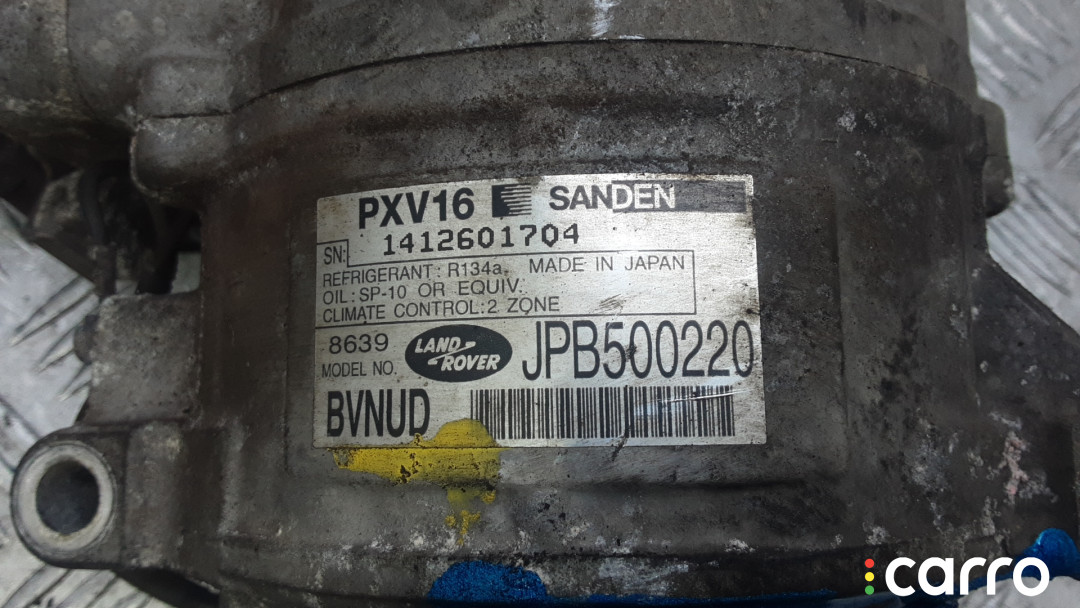 PXV16 SANDEN
SN: 1412601704
REFRIGERANT: R134a. MADE IN JAPAN
OIL: SP-10 OR EQUIV.
CLIMATE CONTROL: 2 ZONE
8639
MODEL NO. LAND ROVER JPB500220
BVNUD
carro